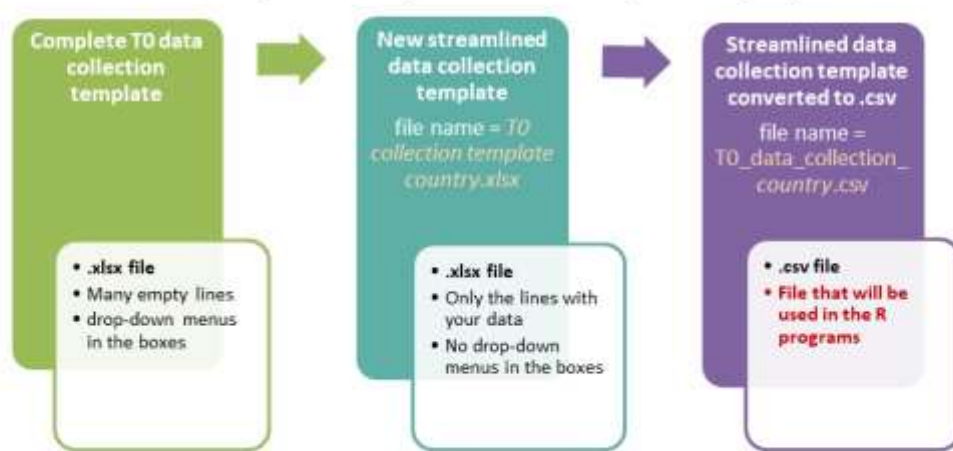 Complete T0 data
collection
template
• .xlsx file
• Many empty lines
• drop-down menus
in the boxes
New streamlined
data collection
template
file name = T0
collection template
country.xlsx
• .xlsx file
• Only the lines with
your data
• No drop-down
menus in the boxes
Streamlined data
collection template
converted to .csv
file name =
T0_data_collection_
country.csv
• .csv file
• File that will be
used in the R
programs